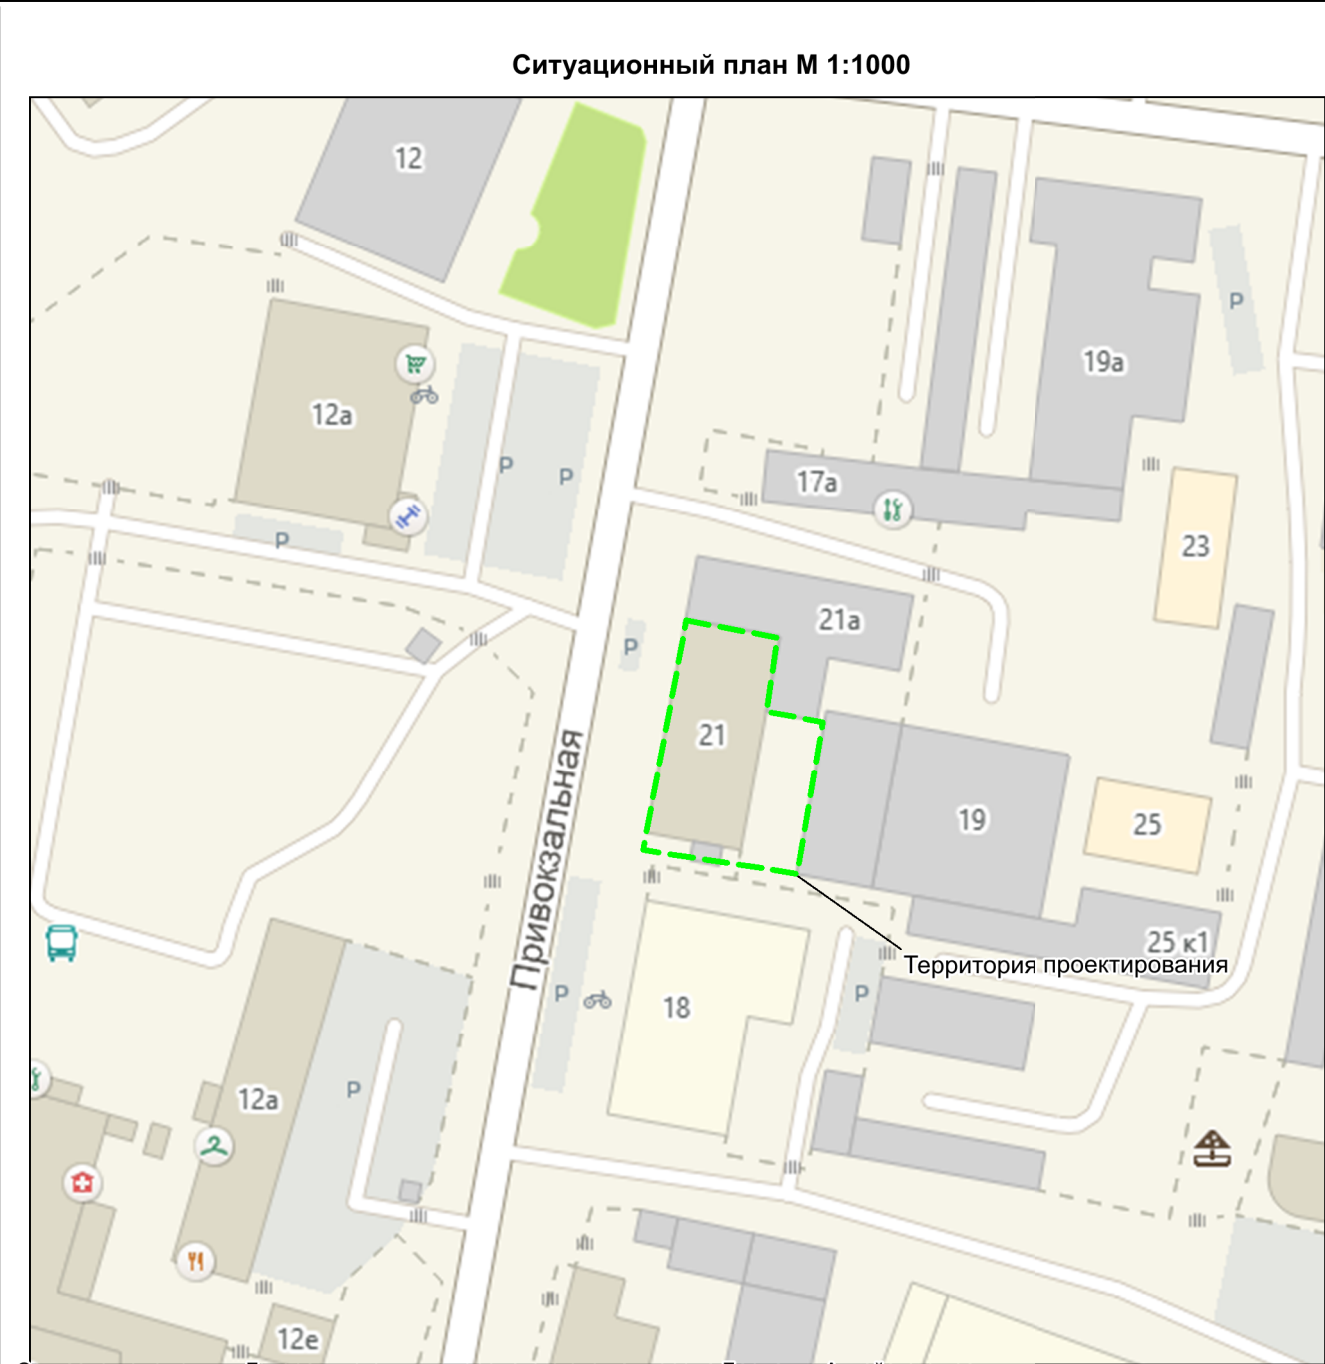 Ситуационный план М 1:1000
12
P
19а
12а
P
P
17а
P
23
21а
P
21
Привокзальная
19
25
25 к1
Территория проектирования
P
P
18
P
12а
12е